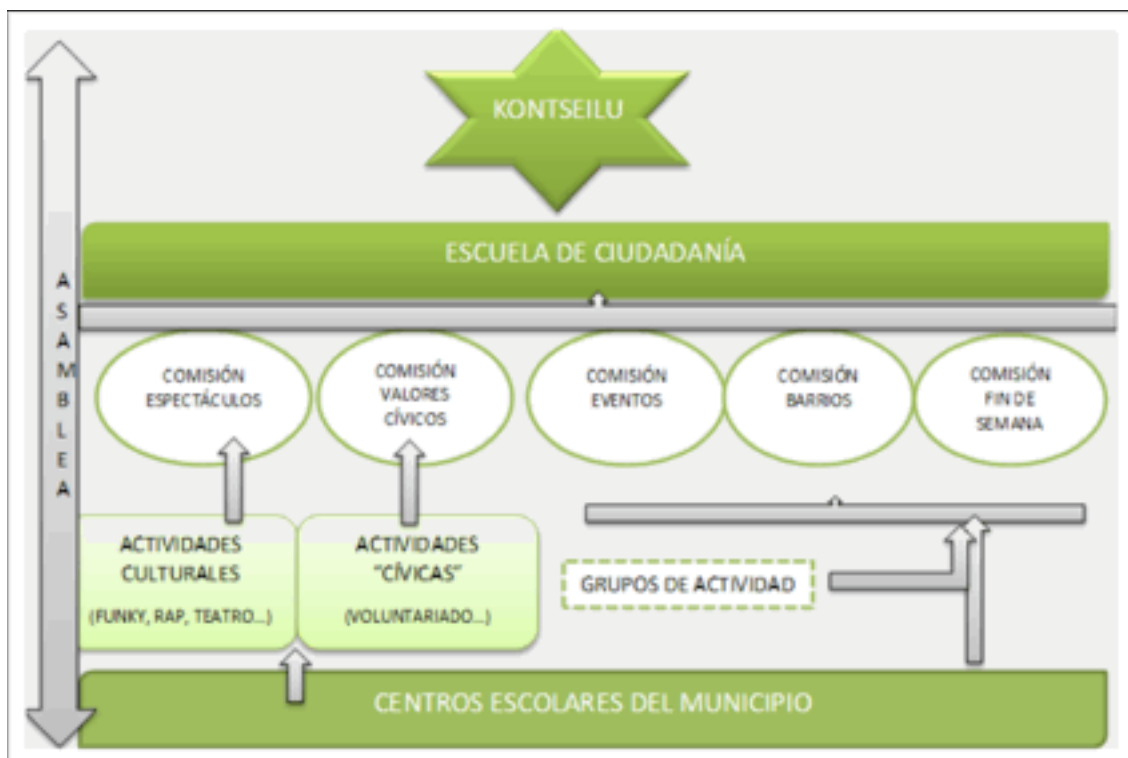 KONTSEILU
ESCUELA DE CIUDADANÍA
ASAMBLEA
COMISIÓN
ESPECTÁCULOS
COMISIÓN
VALORES
CÍVICOS
COMISIÓN
EVENTOS
COMISIÓN
BARRIOS
COMISIÓN
FIN DE
SEMANA
ACTIVIDADES
CULTURALES
(FUNKY, RAP, TEATRO...)
ACTIVIDADES
"CÍVICAS"
(VOLUNTARIADO...)
GRUPOS DE ACTIVIDAD
CENTROS ESCOLARES DEL MUNICIPIO